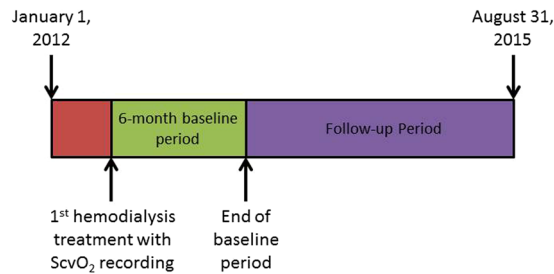 January 1,
2012
August 31,
2015
6-month baseline
period
Follow-up Period
1st hemodialysis
treatment with
ScvO2 recording
End of
baseline
period